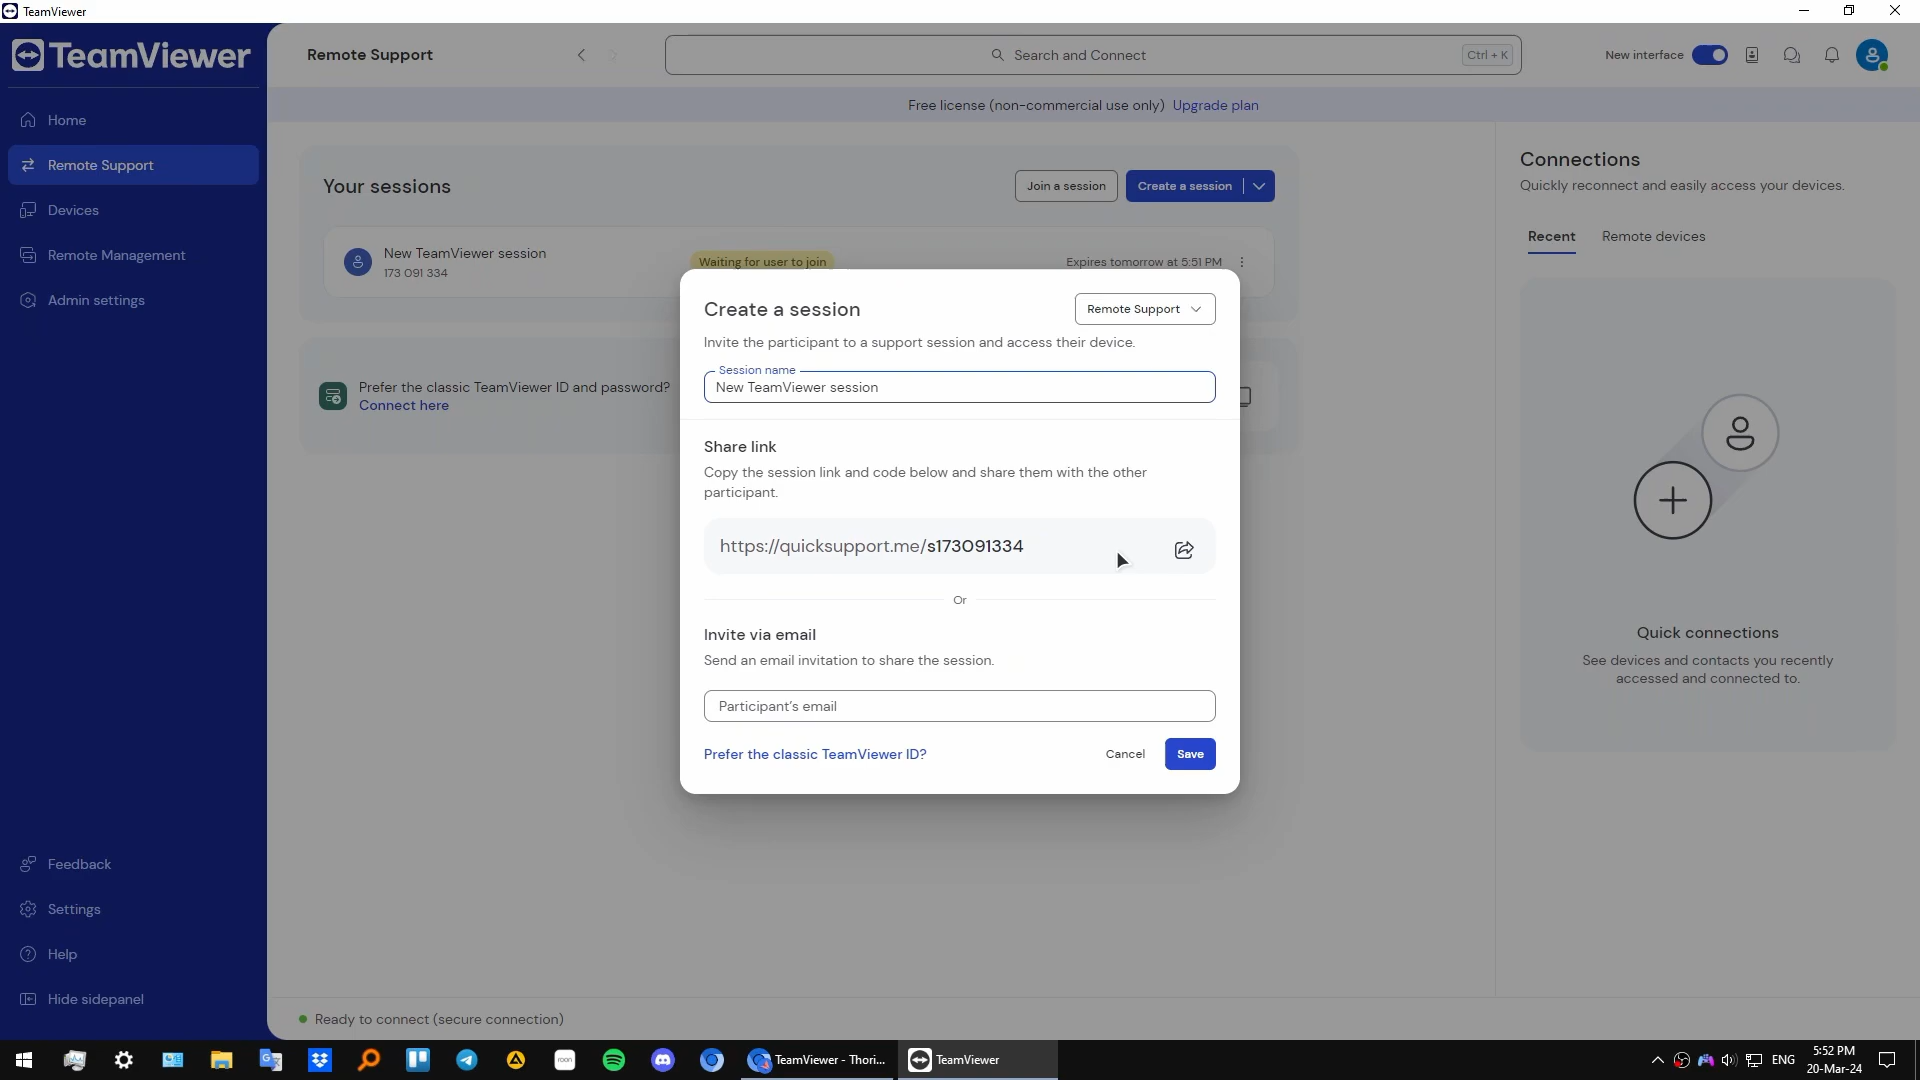 TeamViewer
TeamViewer
Remote Support
Search and Connect
Ctrl + K
New interface
Free license (non-commercial use only) Upgrade plan
Home
Remote Support
Devices
Remote Management
Admin settings
Feedback
Settings
Help
Hide sidepanel
Your sessions
Join a session
Create a session
New TeamViewer session
173 091 334
Waiting for user to join
Expires tomorrow at 5:51 PM
Prefer the classic TeamViewer ID and password?
Connect here
Create a session
Remote Support
Invite the participant to a support session and access their device.
Session name
New TeamViewer session
Share link
Copy the session link and code below and share them with the other
participant.
https://quicksupport.me/s173091334
Or
Invite via email
Send an email invitation to share the session.
Participant's email
Prefer the classic TeamViewer ID?
Cancel
Save
Connections
Quickly reconnect and easily access your devices.
Recent
Remote devices
Quick connections
See devices and contacts you recently
accessed and connected to.
Ready to connect (secure connection)
roon
TeamViewer - Thori...
TeamViewer
ENG
5:52 PM
20-Mar-24